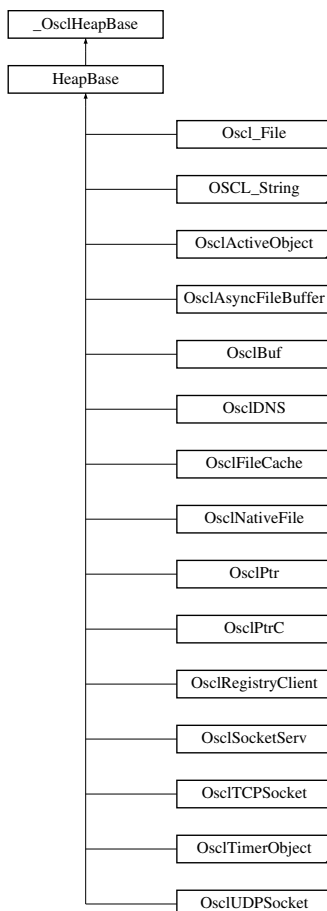 _OsclHeapBase
HeapBase
Oscl_File
OSCL_String
OsclActiveObject
OsclAsyncFileBuffer
OsclBuf
OsclDNS
OsclFileCache
OsclNativeFile
OsclPtr
OsclPtrC
OsclRegistryClient
OsclSocketServ
OsclTCPSocket
OsclTimerObject
OsclUDPSocket